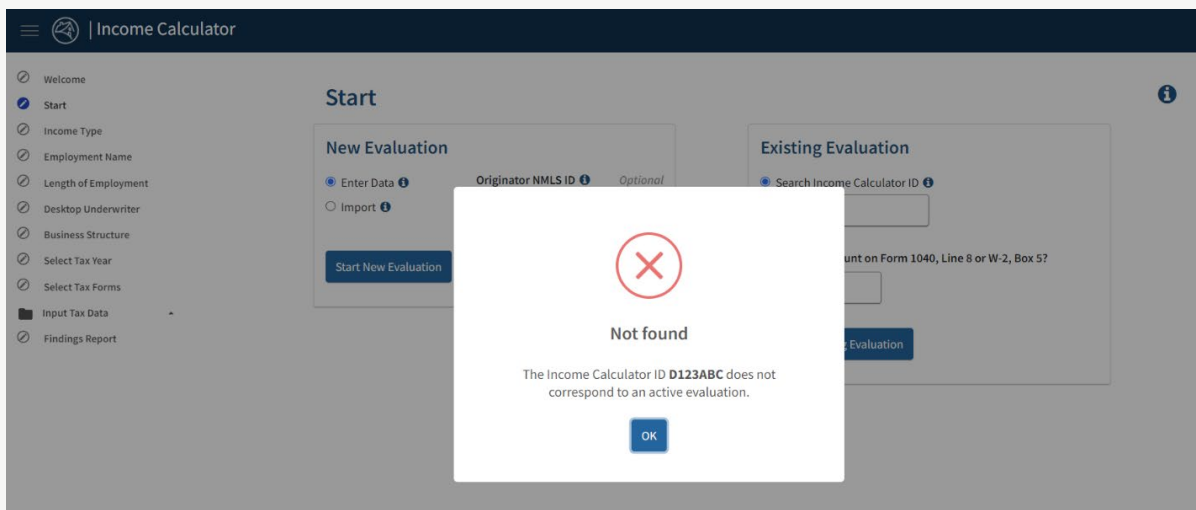 | Income Calculator
Welcome
Start
Income Type
Employment Name
Length of Employment
Desktop Underwriter
Business Structure
Select Tax Year
Select Tax Forms
Input Tax Data
Findings Report
Start
New Evaluation
Enter Data
Originator NMLS ID
Optional
Import
Start New Evaluation
Existing Evaluation
Search Income Calculator ID
on Form 1040, Line 8 or W-2, Box 5?
Evaluation
Not found
The Income Calculator ID D123ABC does not
correspond to an active evaluation.
OK